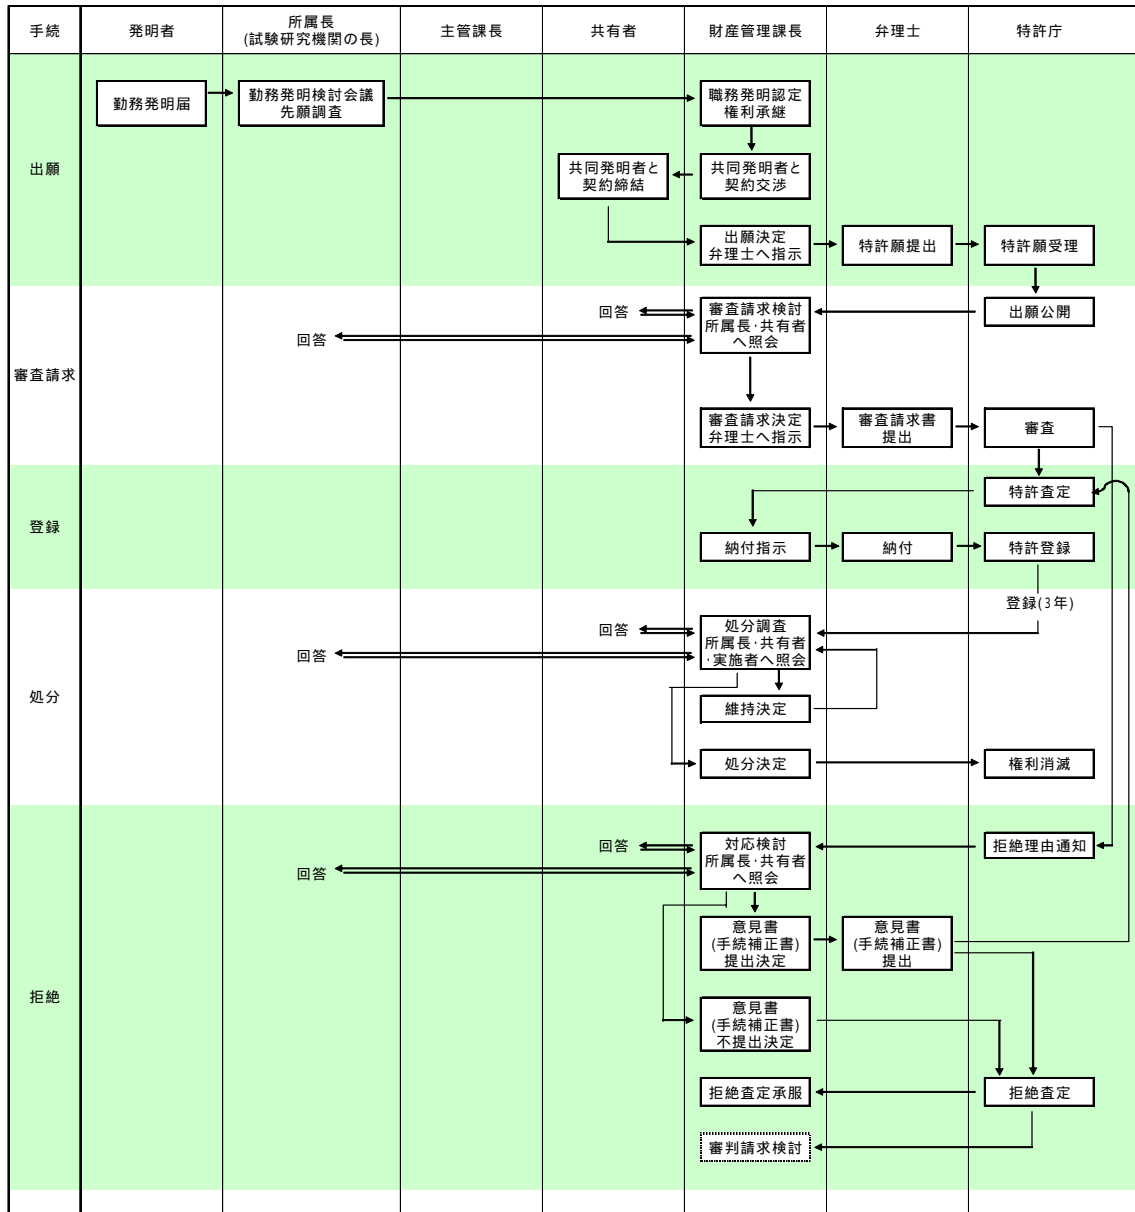 手続
発明者
所属長
(試験研究機関の長)
主管課長
共有者
財産管理課長
弁理士
特許庁
出願
勤務発明届
勤務発明検討会議
先願調査
職務発明認定
権利承継
共同発明者と
契約締結
共同発明者と
契約交渉
出願決定
弁理士へ指示
特許願提出
特許願受理
審査請求
回答
回答
審査請求検討
所属長･共有者
へ照会
出願公開
審査請求決定
弁理士へ指示
審査請求書
提出
審査
登録
特許査定
納付指示
納付
特許登録
登録(3年)
処分
回答
回答
処分調査
所属長･共有者
･実施者へ照会
維持決定
処分決定
権利消滅
拒絶
回答
回答
対応検討
所属長･共有者
へ照会
拒絶理由通知
意見書
(手続補正書)
提出決定
意見書
(手続補正書)
提出
意見書
(手続補正書)
不提出決定
拒絶査定承服
拒絶査定
審判請求検討